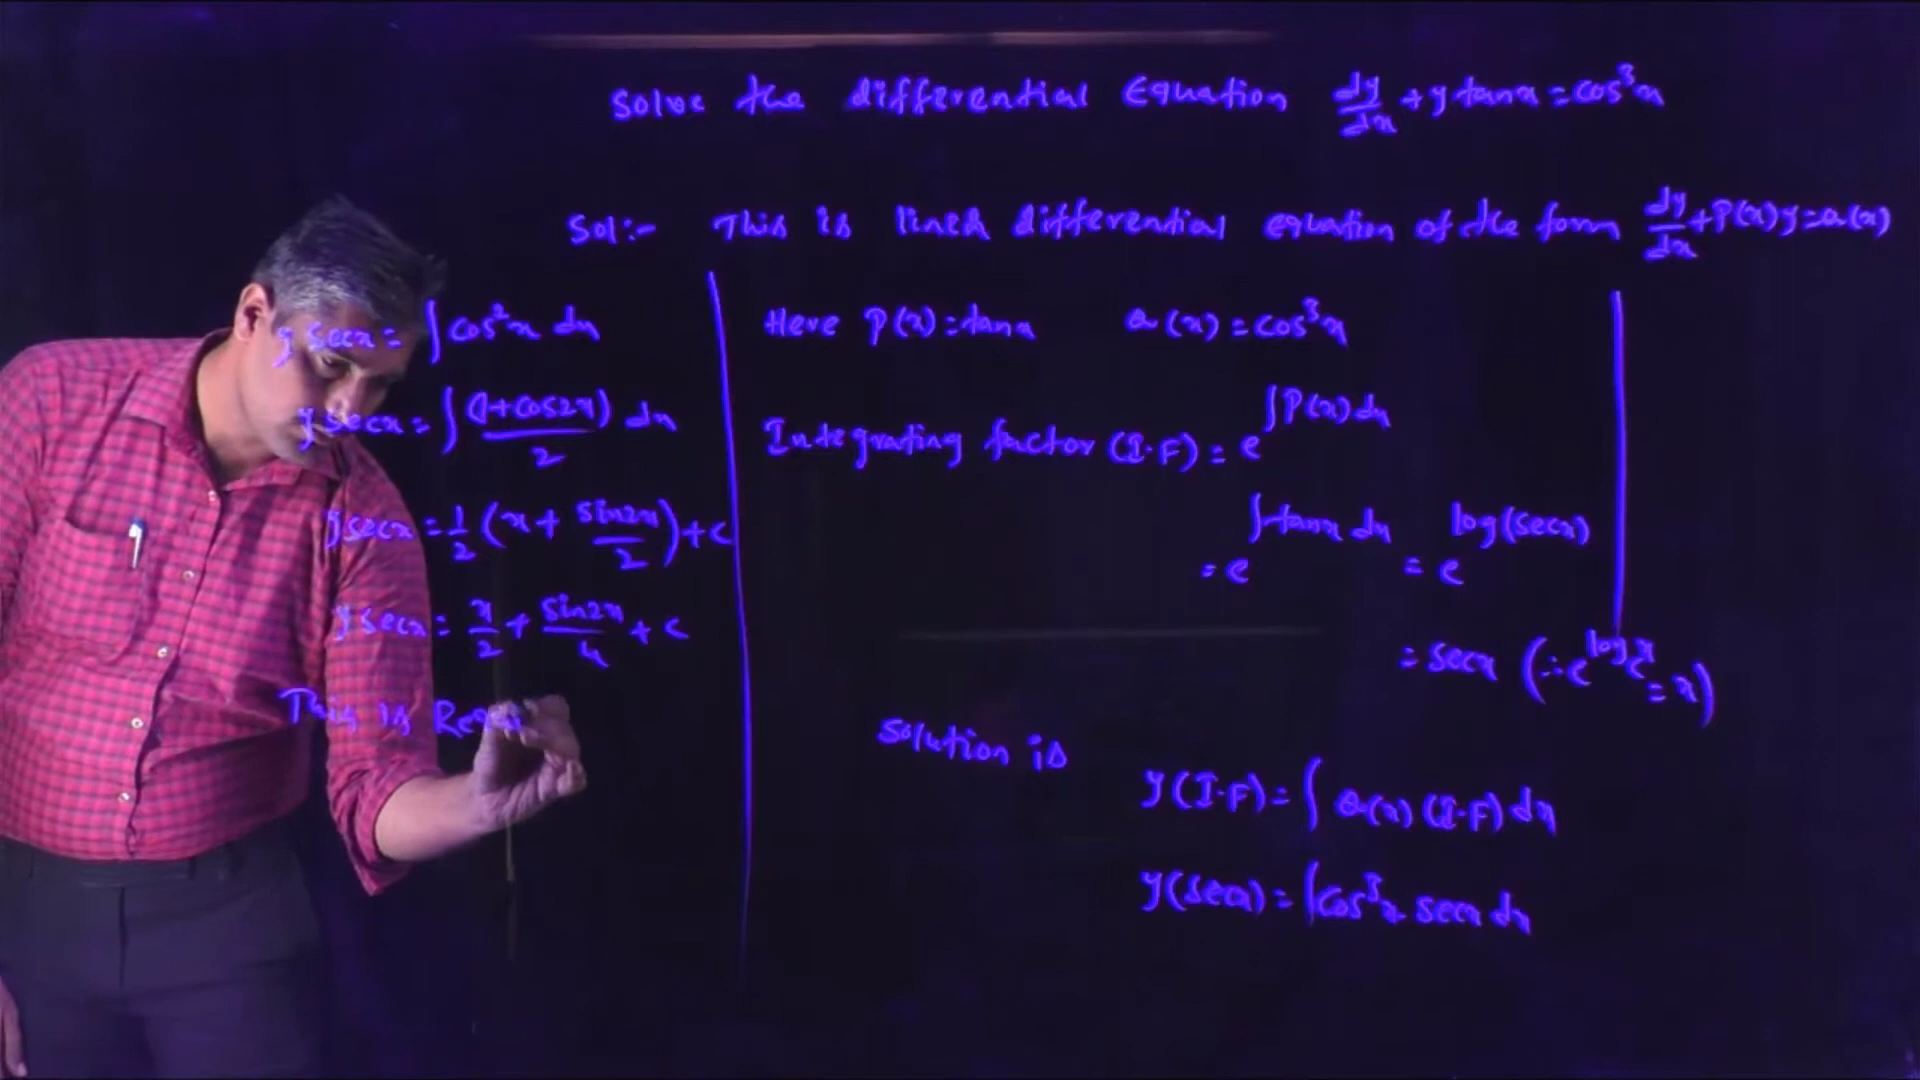 Solve the differential Equation dy/dx + y tanx = cos³x
Sol:- This is linear differential equation of the form dy/dx + P(x)y = Q(x)
Here P(x) = tanx Q(x) = cos³x
Integrating factor (I.F) = e^∫P(x)dx
= e^∫tanx dx = e^log(secx)
= secx (∵ e^logₑx = x)
Solution is
y(I.F) = ∫ Q(x) (I.F) dx
y(secx) = ∫cos³x secx dx
y secx = ∫cos²x dx
y secx = ∫(1+cos2x)/2 dx
y secx = 1/2 (x + sin2x/2) + c
y secx = x/2 + sin2x/4 + c
This is